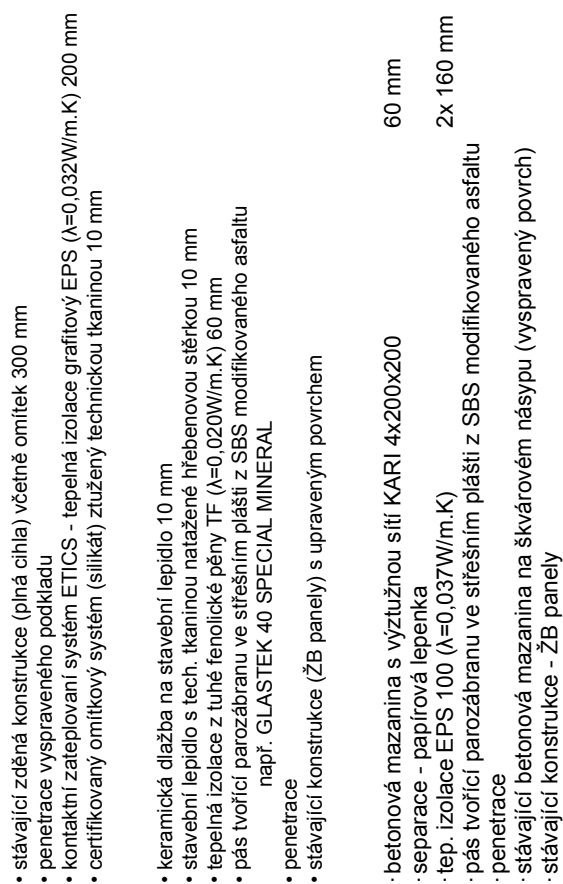 • stávající zděná konstrukce (plná cihla) včetně omítek 300 mm
• penetrace vyspraveného podkladu
• kontaktní zateplovaní systém ETICS - tepelná izolace grafitový EPS (λ=0,032W/m.K) 200 mm
• certifikovaný omítkový systém (silikát) ztužený technickou tkaninou 10 mm
• keramická dlažba na stavební lepidlo 10 mm
• stavební lepidlo s tech. tkaninou natažené hřebenovou stěrkou 10 mm
• tepelná izolace z tuhé fenolické pěny TF (λ=0,020W/m.K) 60 mm
• pás tvořící parozábranu ve střešním plášti z SBS modifikovaného asfaltu
např. GLASTEK 40 SPECIAL MINERAL
• penetrace
• stávající konstrukce (ŽB panely) s upraveným povrchem
· betonová mazanina s výztužnou sítí KARI 4x200x200 60 mm
· separace - papírová lepenka
· tep. izolace EPS 100 (λ=0,037W/m.K) 2x 160 mm
· pás tvořící parozábranu ve střešním plášti z SBS modifikovaného asfaltu
· penetrace
· stávající betonová mazanina na škvárovém násypu (vyspravený povrch)
· stávající konstrukce - ŽB panely